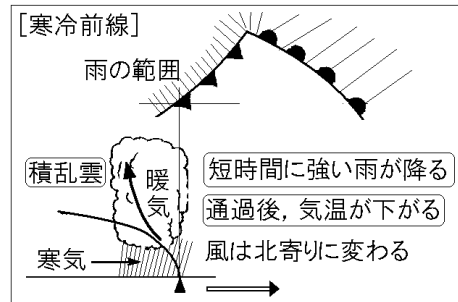 [寒冷前線]
雨の範囲
積乱雲
暖気
短時間に強い雨が降る
通過後,気温が下がる
風は北寄りに変わる
寒気